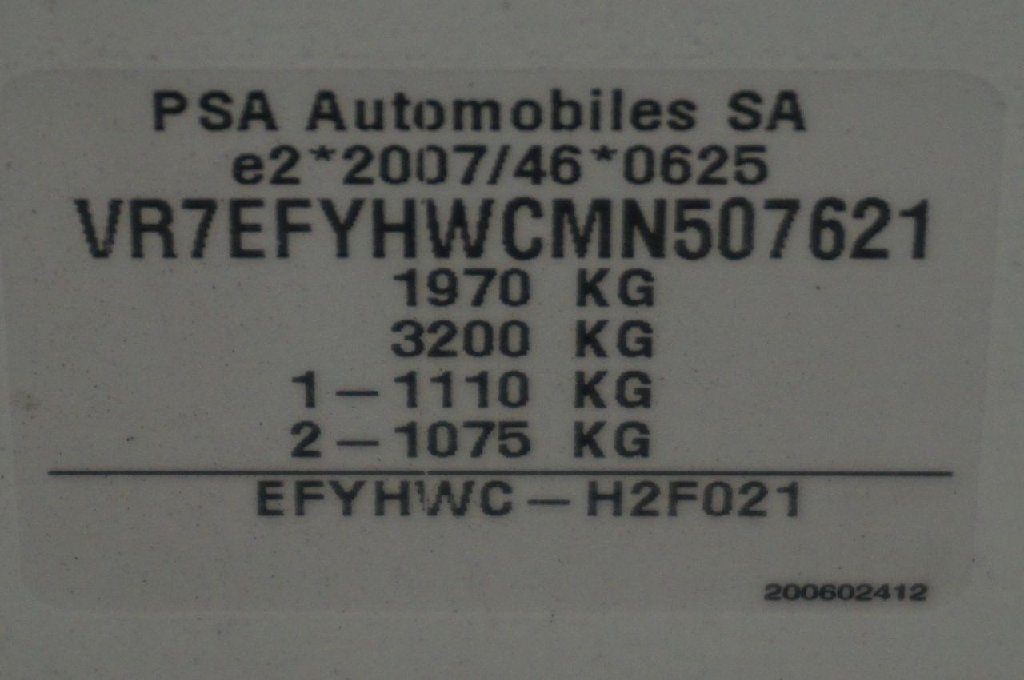 PSA Automobiles SA
e2*2007/46*0625
VR7EFYHWCMN507621
1970 KG
3200 KG
1-1110 KG
2-1075 KG
EFYHWC-H2F021
200602412